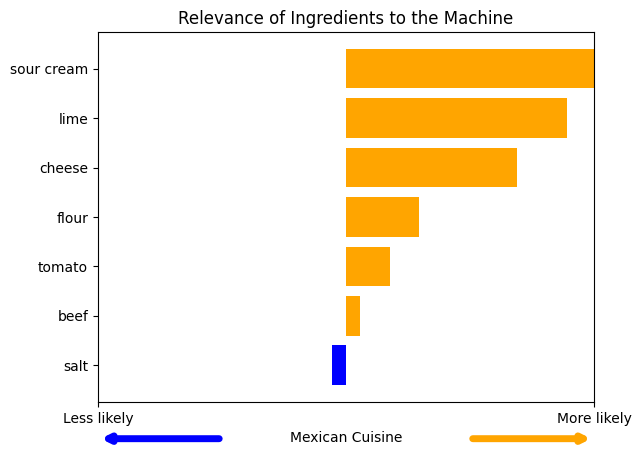 Relevance of Ingredients to the Machine
sour cream
lime
cheese
flour
tomato
beef
salt
Less likely
More likely
Mexican Cuisine